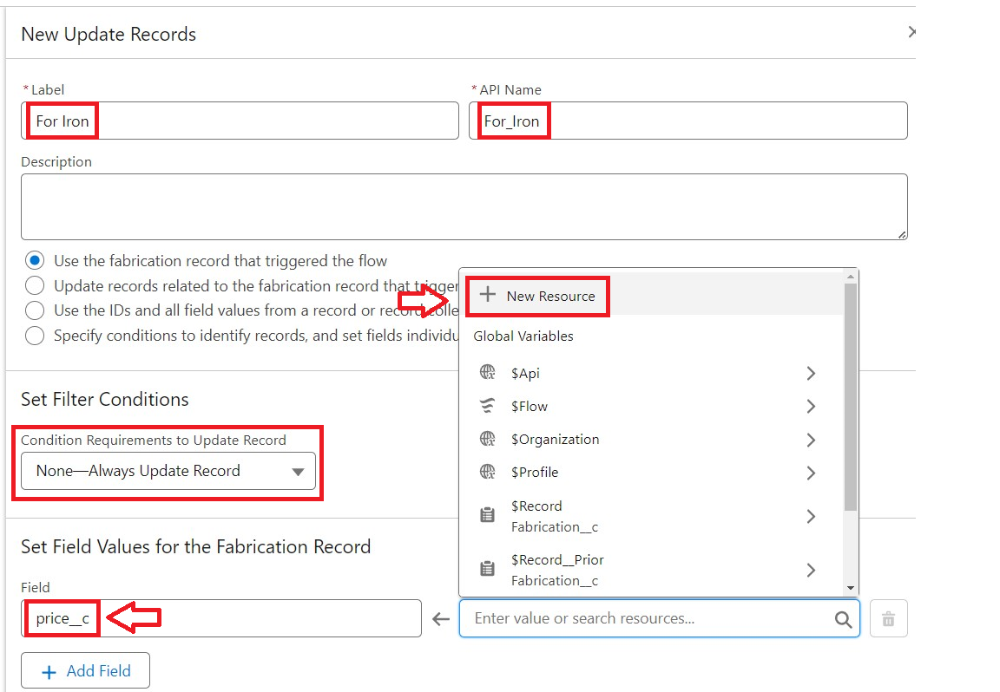 New Update Records
* Label
* API Name
For Iron
For_Iron
Description
Use the fabrication record that triggered the flow
Update records related to the fabrication record that trigger
Use the IDs and all field values from a record or record colle
Specify conditions to identify records, and set fields individu
New Resource
Global Variables
$Api
$Flow
$Organization
$Profile
$Record
Fabrication__c
$Record__Prior
Fabrication__c
Set Filter Conditions
Condition Requirements to Update Record
None—Always Update Record
Set Field Values for the Fabrication Record
Field
price__c
Enter value or search resources...
Add Field